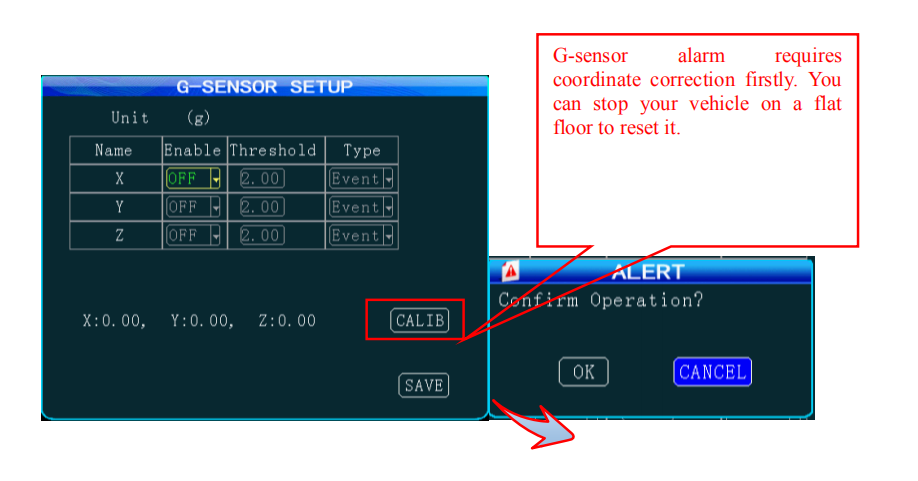 G-sensor alarm requires
coordinate correction firstly. You
can stop your vehicle on a flat
floor to reset it.
G-SENSOR SETUP
Unit (g)
Name Enable Threshold Type
X OFF 2.00 Event
Y OFF 2.00 Event
Z OFF 2.00 Event
X:0.00, Y:0.00, Z:0.00 CALIB
SAVE
ALERT
Confirm Operation?
OK CANCEL